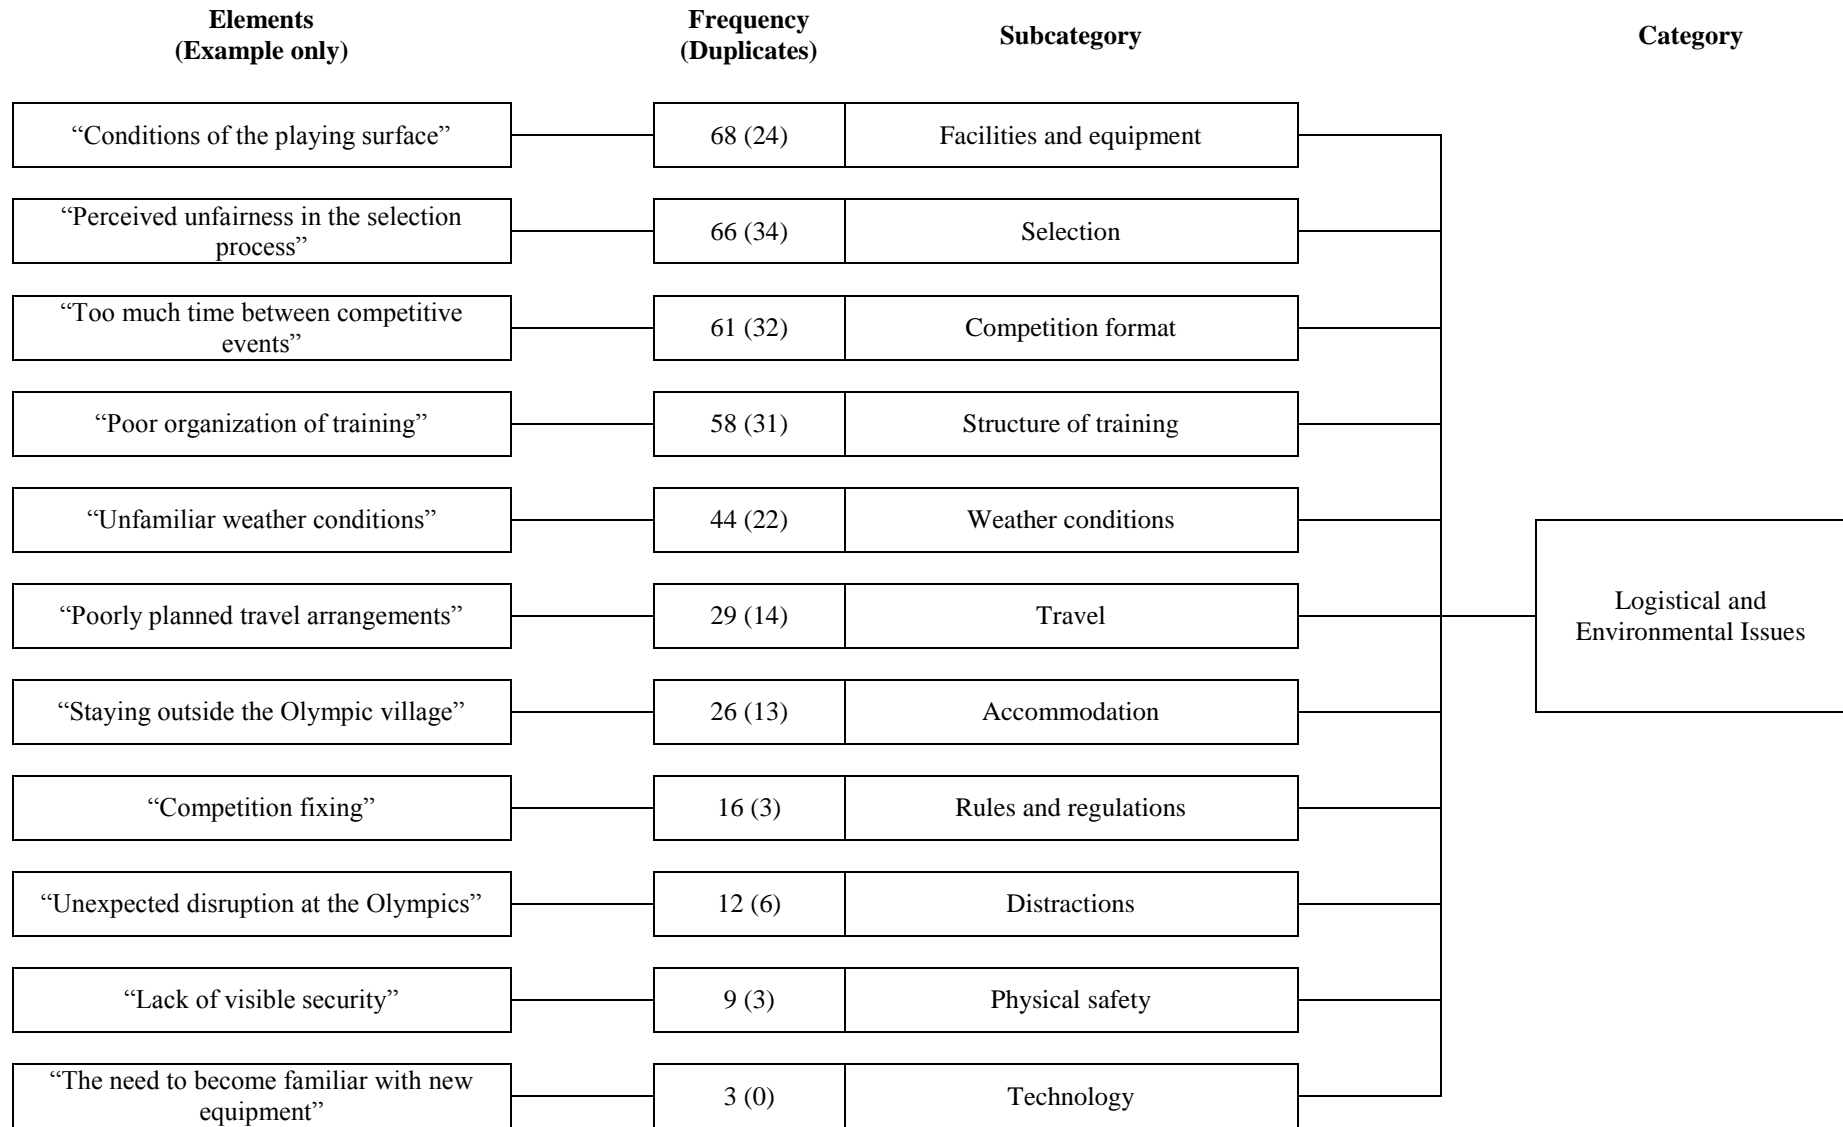 Elements
(Example only)
Frequency
(Duplicates)
Subcategory
Category
“Conditions of the playing surface”
68 (24)
Facilities and equipment
“Perceived unfairness in the selection
process”
66 (34)
Selection
“Too much time between competitive
events”
61 (32)
Competition format
“Poor organization of training”
58 (31)
Structure of training
“Unfamiliar weather conditions”
44 (22)
Weather conditions
“Poorly planned travel arrangements”
29 (14)
Travel
“Staying outside the Olympic village”
26 (13)
Accommodation
“Competition fixing”
16 (3)
Rules and regulations
“Unexpected disruption at the Olympics”
12 (6)
Distractions
“Lack of visible security”
9 (3)
Physical safety
“The need to become familiar with new
equipment”
3 (0)
Technology
Logistical and
Environmental Issues